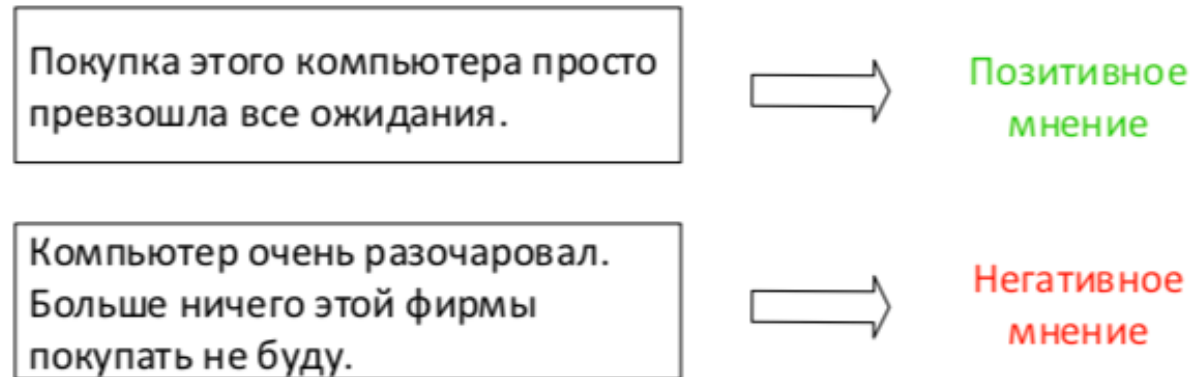 Покупка этого компьютера просто
превзошла все ожидания.
Позитивное
мнение
Компьютер очень разочаровал.
Больше ничего этой фирмы
покупать не буду.
Негативное
мнение